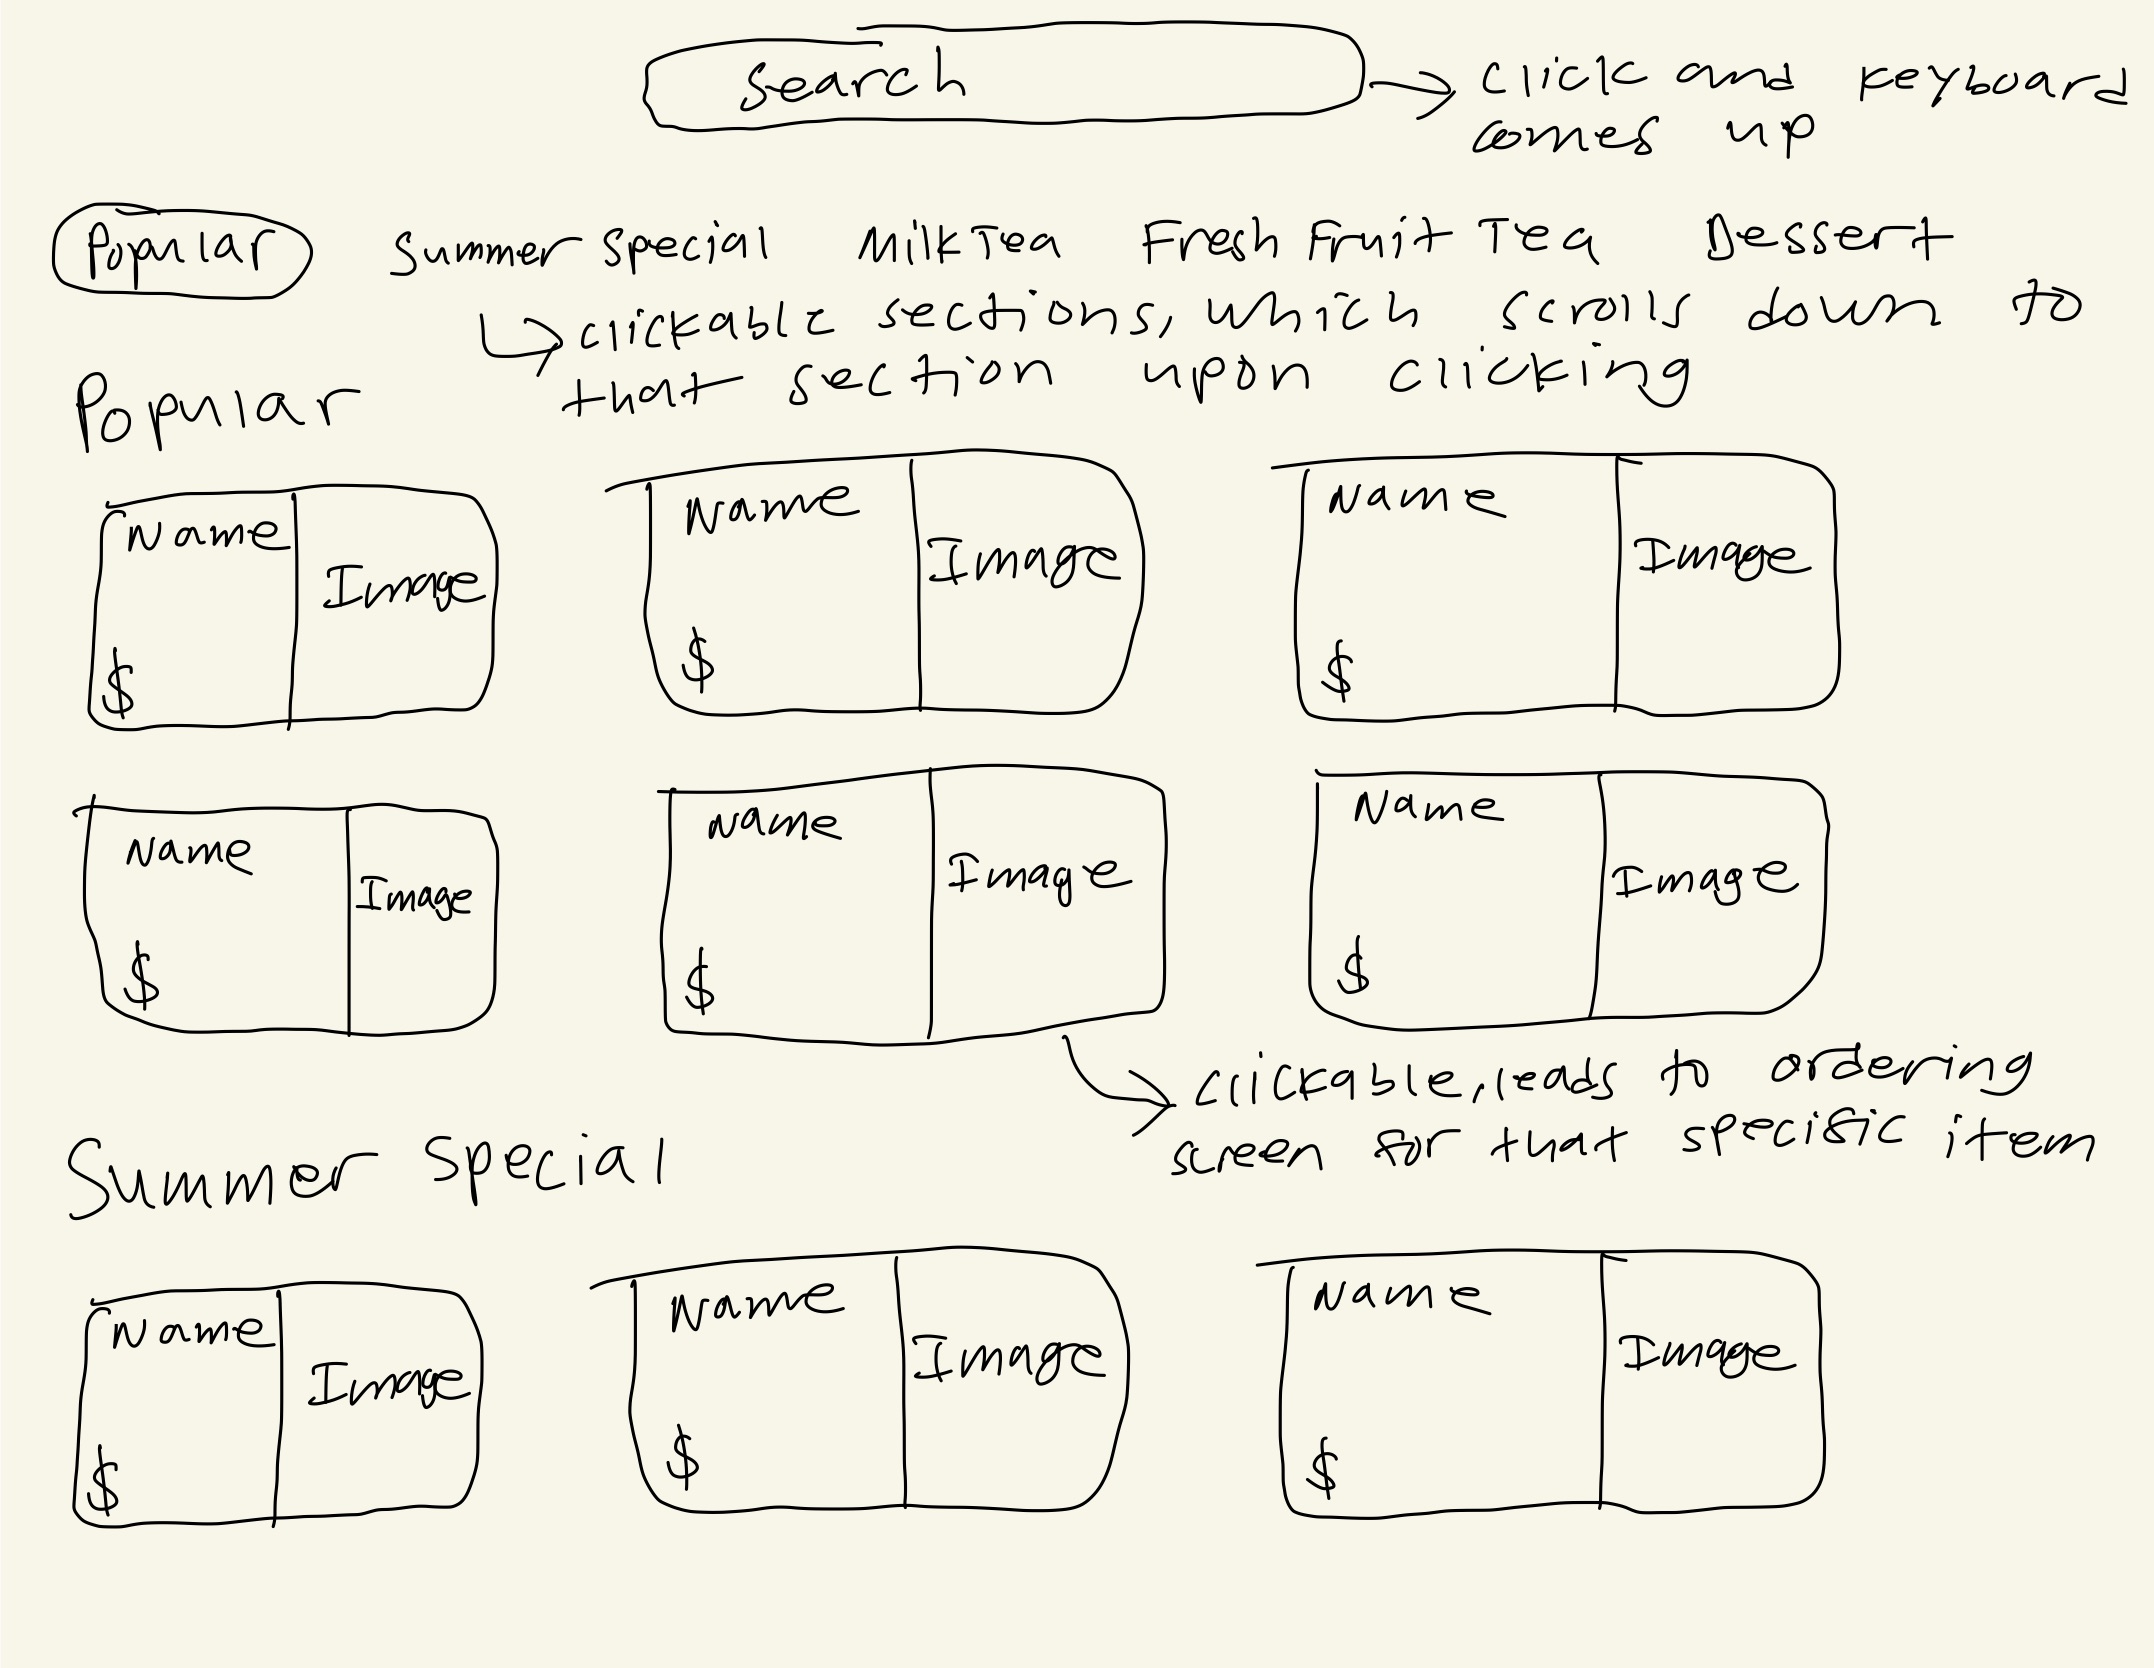 Search
click and keyboard
comes up
Popular Summer Special Milk Tea Fresh Fruit Tea Dessert
clickable sections, which scrolls down to
that section upon clicking
Popular
Name Image $
Name Image $
Name Image $
Name Image $
Name Image $
Name Image $
clickable, leads to ordering
screen for that specific item
Summer Special
Name Image $
Name Image $
Name Image $